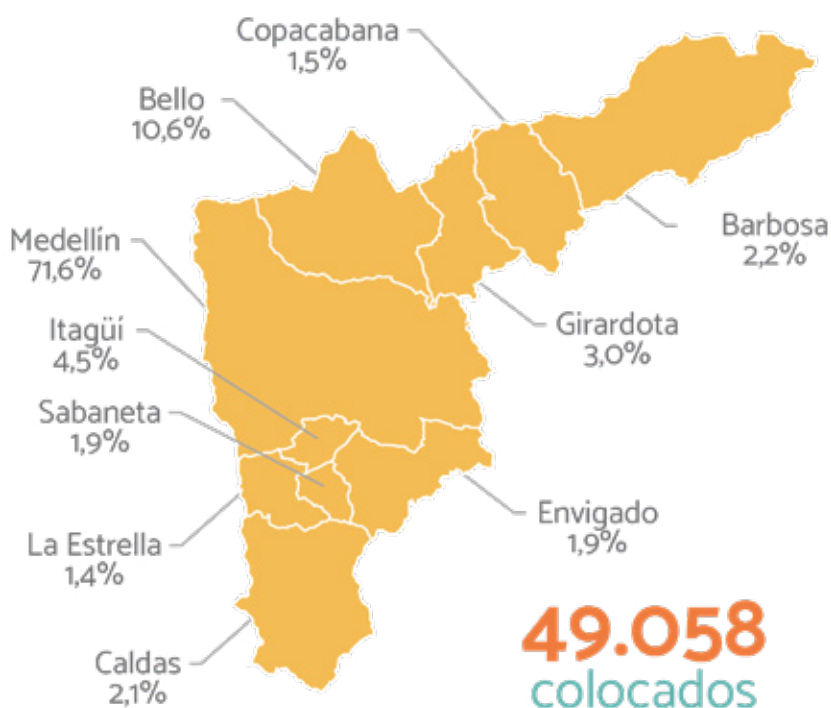 Copacabana
1,5%
Bello
10,6%
Medellín
71,6%
Barbosa
2,2%
Itagüí
4,5%
Girardota
3,0%
Sabaneta
1,9%
La Estrella
1,4%
Envigado
1,9%
Caldas
2,1%
49.058
colocados